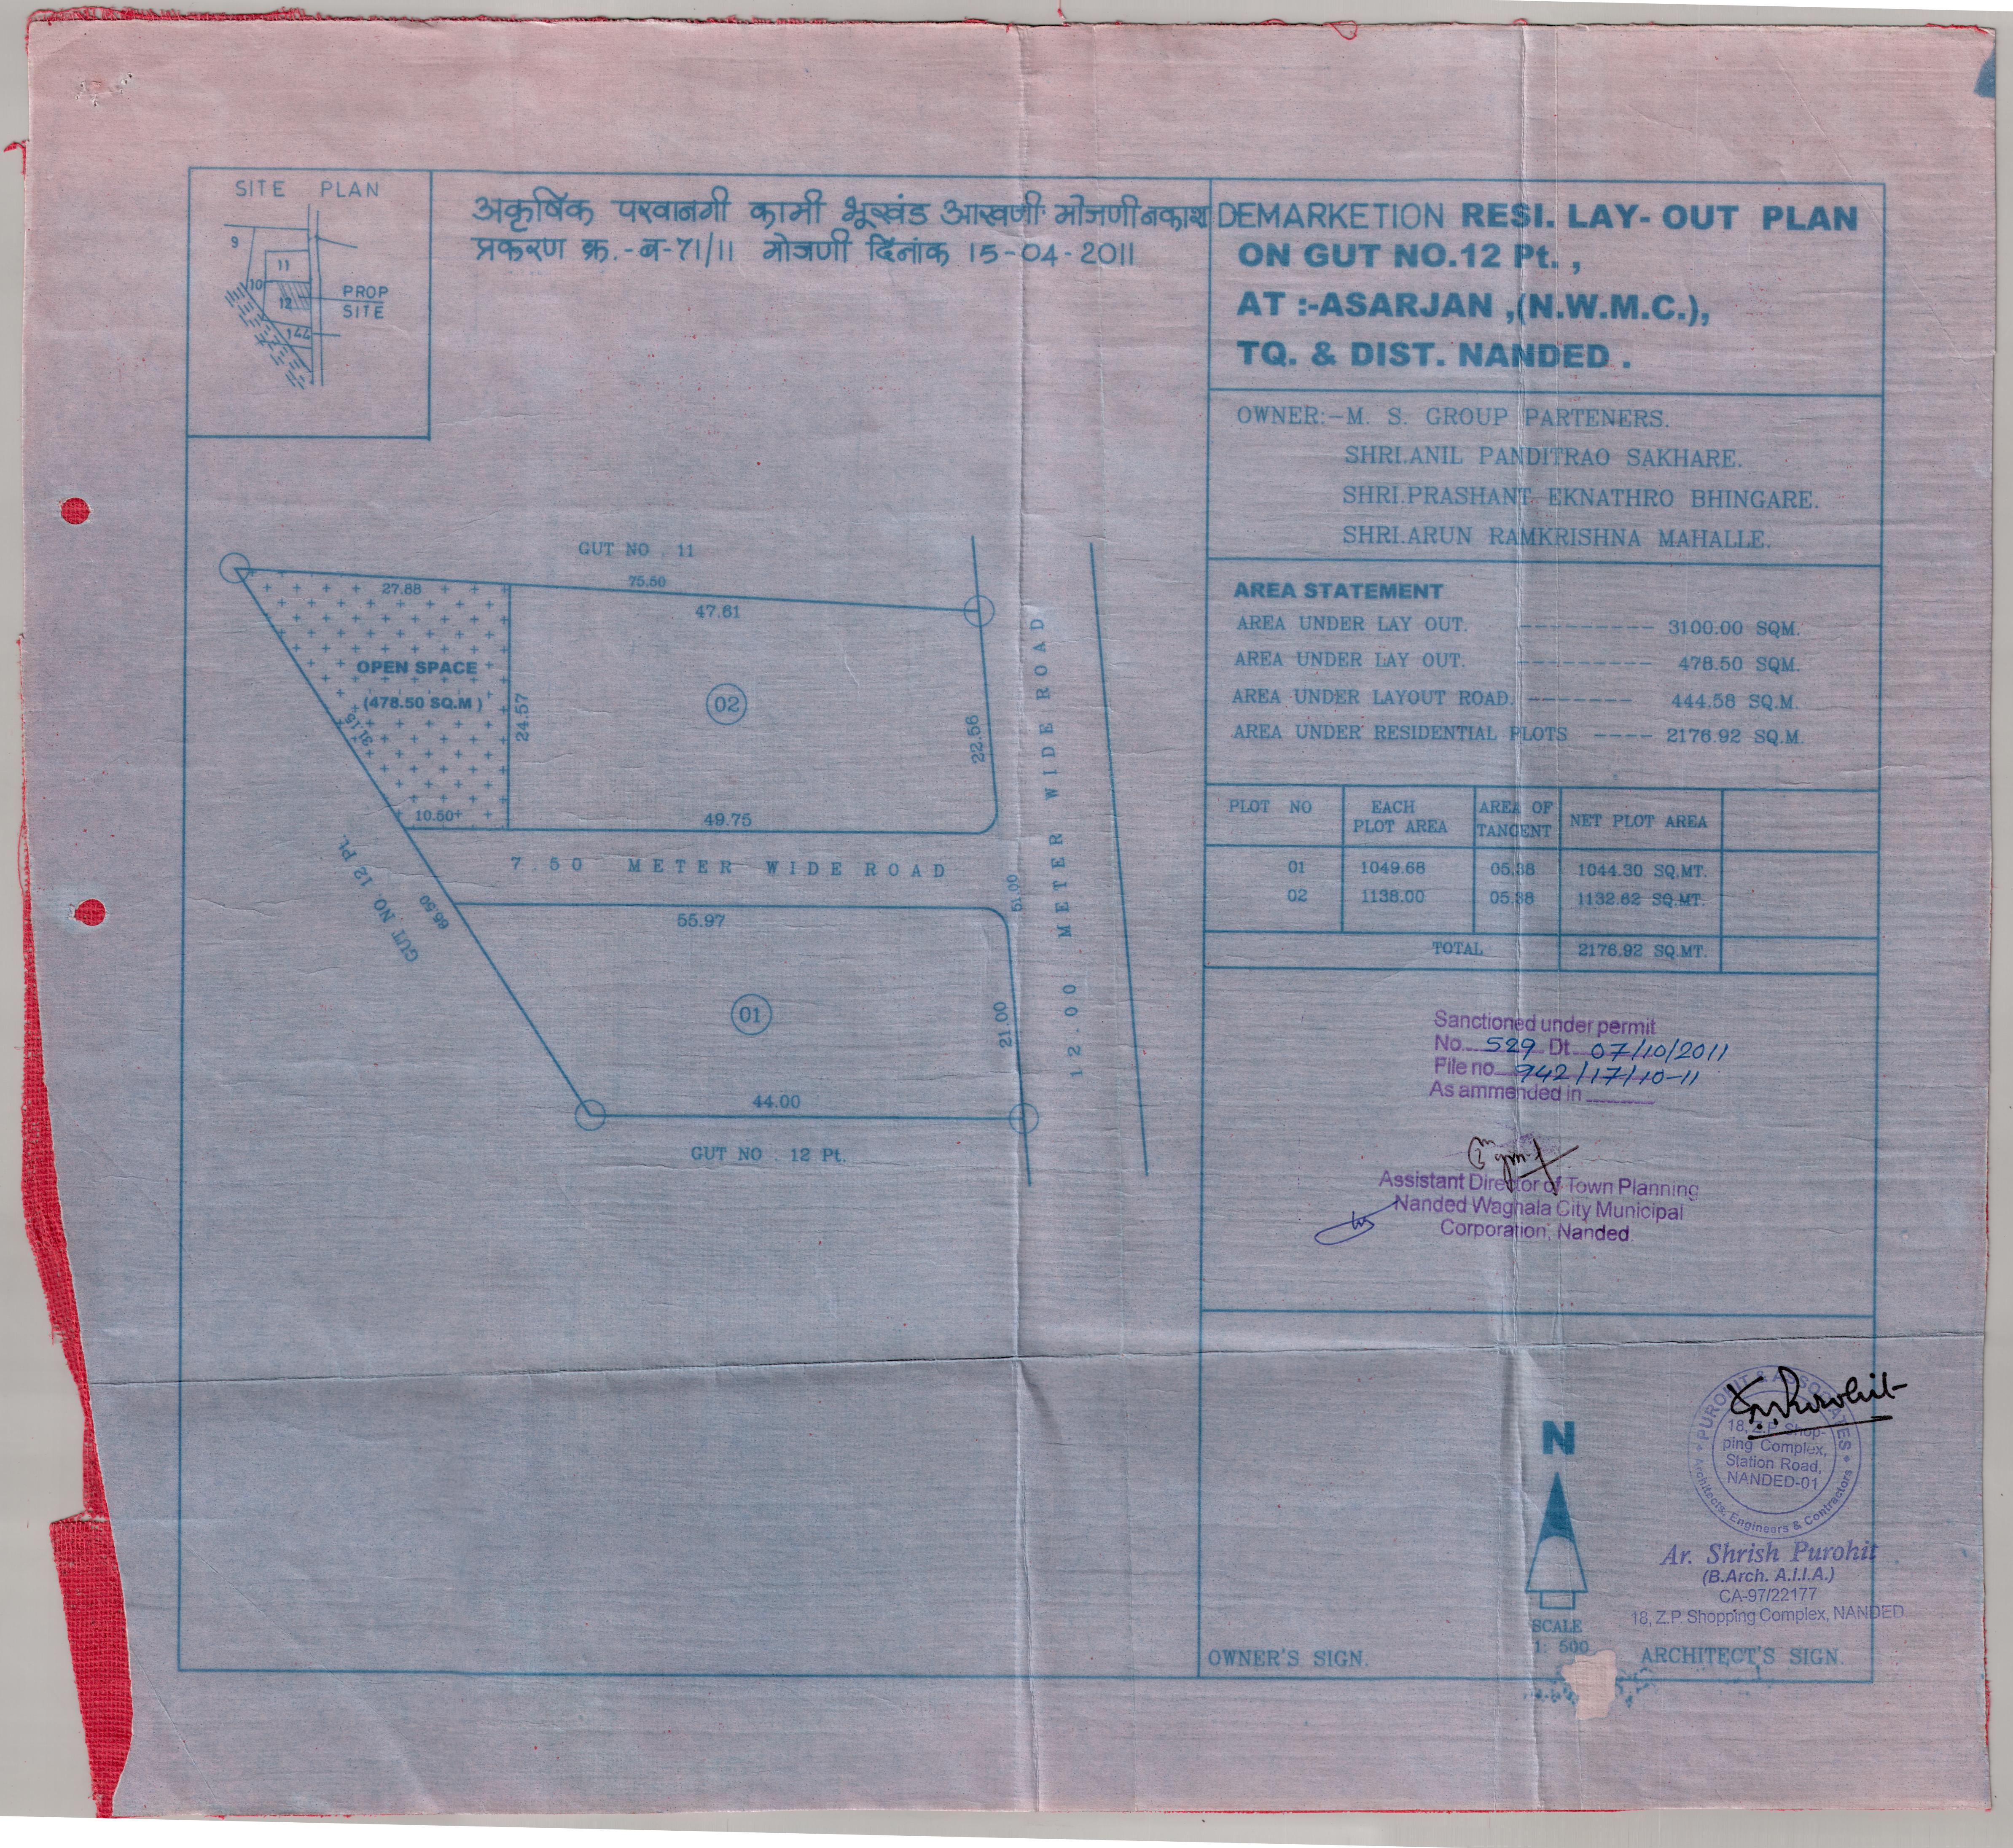 SITE PLAN
9
11
10
12
PROP
SITE
144
अकृषिक परवानगी कामी भूखंड आखणी मोजणी नकाश
प्रकरण क्र.-ब-71/11 मोजणी दिनांक 15-04-2011
DEMARKETION RESI. LAY-OUT PLAN
ON GUT NO.12 Pt. ,
AT :-ASARJAN ,(N.W.M.C.),
TQ. & DIST. NANDED .
OWNER:-M. S. GROUP PARTENERS.
SHRI.ANIL PANDITRAO SAKHARE.
SHRI.PRASHANT EKNATHRO BHINGARE.
SHRI.ARUN RAMKRISHNA MAHALLE.
AREA STATEMENT
AREA UNDER LAY OUT. ---------- 3100.00 SQM.
AREA UNDER LAY OUT. ---------- 478.50 SQM.
AREA UNDER LAYOUT ROAD. ------- 444.58 SQ.M.
AREA UNDER RESIDENTIAL PLOTS ---- 2176.92 SQ.M.
PLOT NO EACH PLOT AREA AREA OF TANGENT NET PLOT AREA
01 1049.68 05.38 1044.30 SQ.MT.
02 1138.00 05.38 1132.62 SQ.MT.
TOTAL 2176.92 SQ.MT.
GUT NO . 11
75.50
27.88
47.61
OPEN SPACE
(478.50 SQ.M )
31.15
24.57
02
22.56
10.50
49.75
7.50 METER WIDE ROAD
12.00 METER WIDE ROAD
51.00
GUT NO. 12 Pt.
66.50
55.97
01
21.00
44.00
GUT NO . 12 Pt.
Sanctioned under permit
No. 529 Dt. 07/10/2011
File no. 942/17/10-11
As ammended in
Assistant Director of Town Planning
Nanded Waghala City Municipal
Corporation, Nanded.
N
SCALE
1: 500
PUROHIT & ASSOCIATES
18, Z.P. Shop-
ping Complex,
Station Road,
NANDED-01
Architects, Engineers & Contractors
Ar. Shrish Purohit
(B.Arch. A.I.I.A.)
CA-97/22177
18, Z.P. Shopping Complex, NANDED
OWNER'S SIGN.
ARCHITECT'S SIGN.